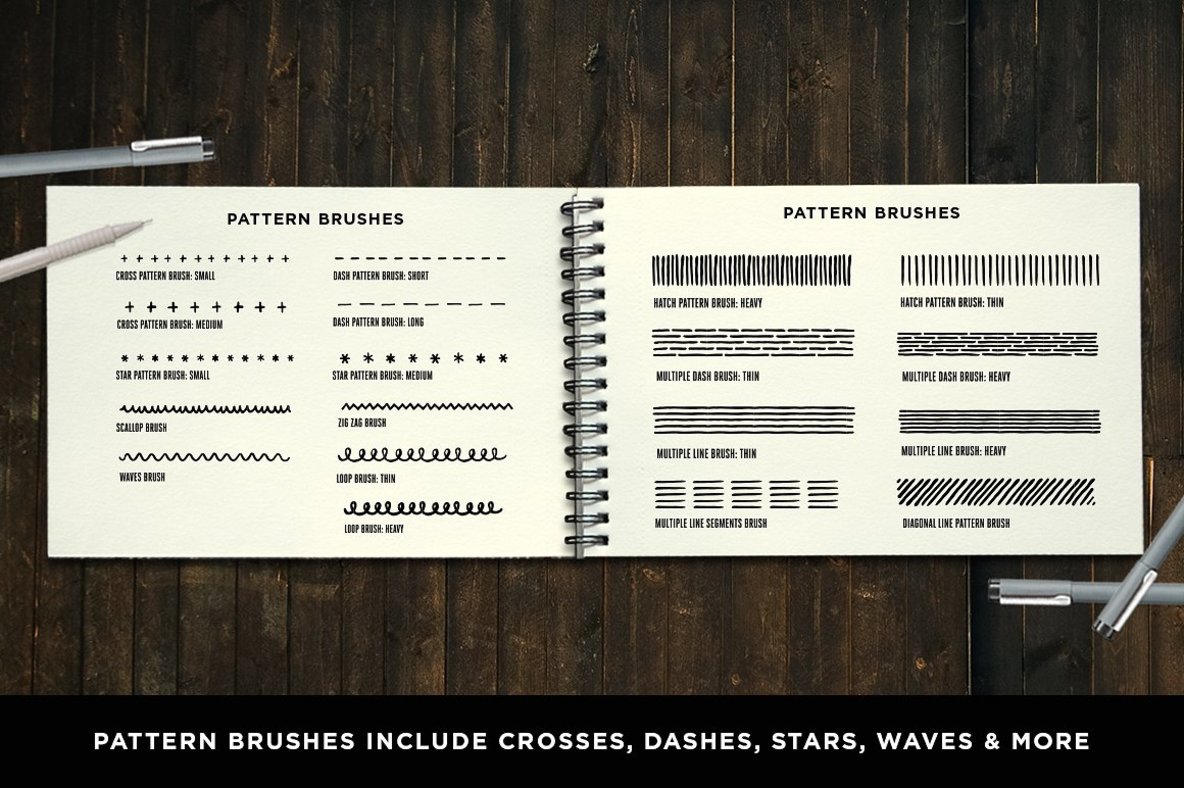 PATTERN BRUSHES
CROSS PATTERN BRUSH: SMALL
DASH PATTERN BRUSH: SHORT
CROSS PATTERN BRUSH: MEDIUM
DASH PATTERN BRUSH: LONG
STAR PATTERN BRUSH: SMALL
STAR PATTERN BRUSH: MEDIUM
SCALLOP BRUSH
ZIG ZAG BRUSH
WAVES BRUSH
LOOP BRUSH: THIN
LOOP BRUSH: HEAVY
PATTERN BRUSHES
HATCH PATTERN BRUSH: HEAVY
HATCH PATTERN BRUSH: THIN
MULTIPLE DASH BRUSH: THIN
MULTIPLE DASH BRUSH: HEAVY
MULTIPLE LINE BRUSH: THIN
MULTIPLE LINE BRUSH: HEAVY
MULTIPLE LINE SEGMENTS BRUSH
DIAGONAL LINE PATTERN BRUSH
PATTERN BRUSHES INCLUDE CROSSES, DASHES, STARS, WAVES & MORE